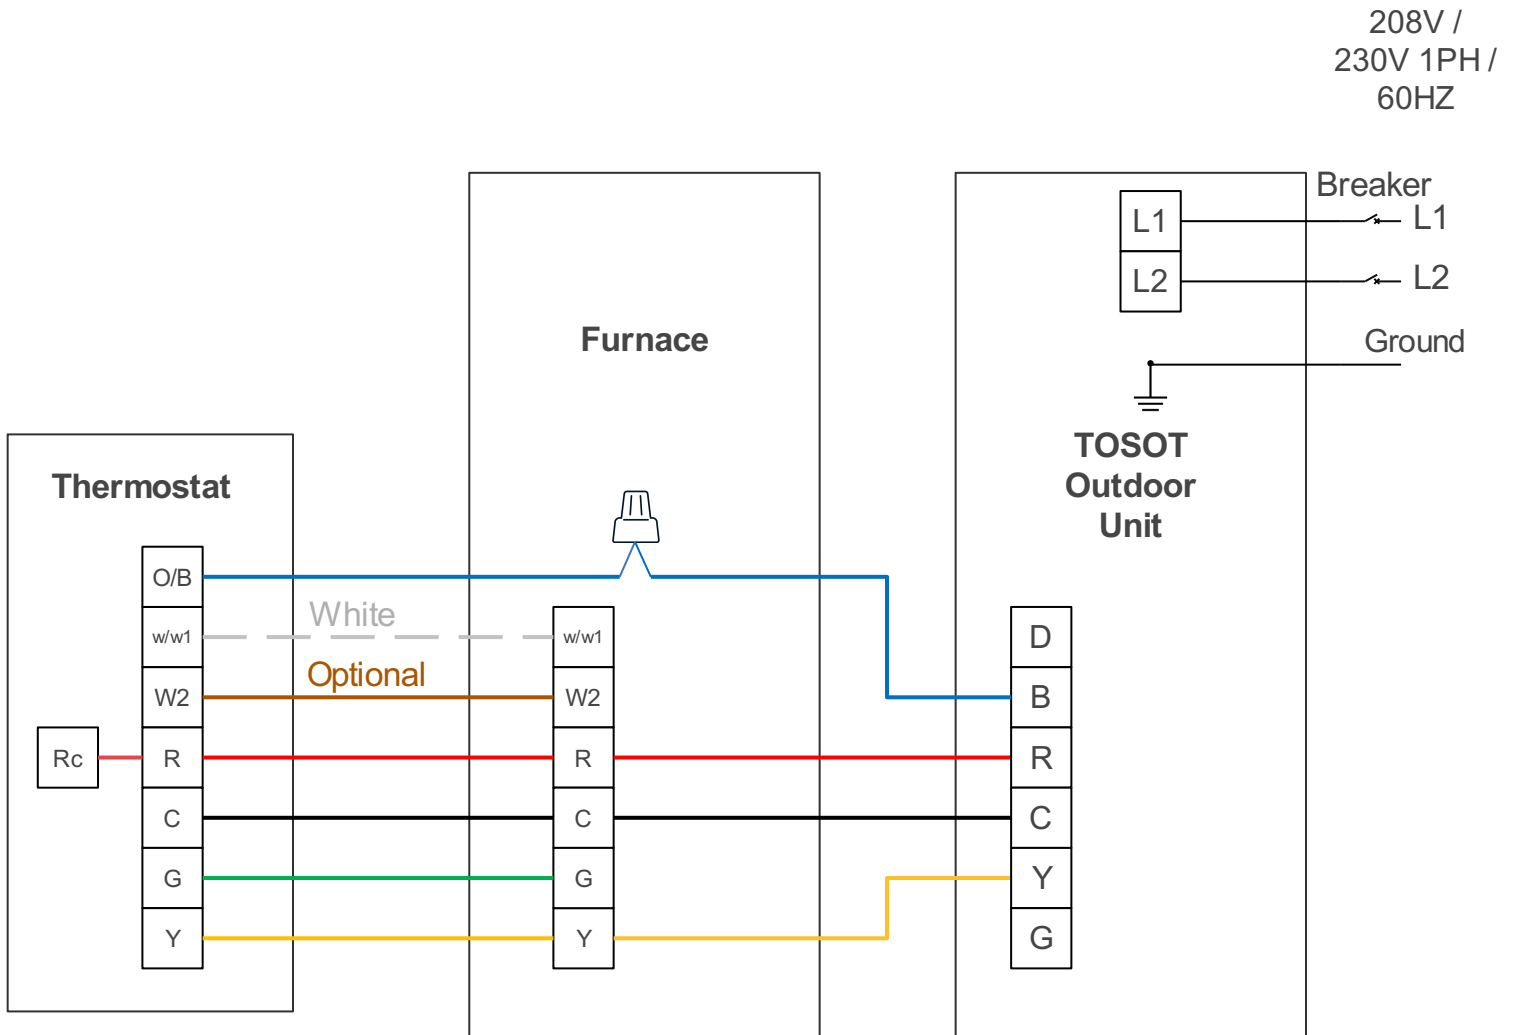 208V /
230V 1PH /
60HZ
Breaker
L1
L1
L2
L2
Furnace
Ground
TOSOT
Outdoor
Unit
Thermostat
O/B
White
w/w1
w/w1
D
Optional
W2
W2
B
Rc
R
R
R
C
C
C
G
G
Y
Y
Y
G